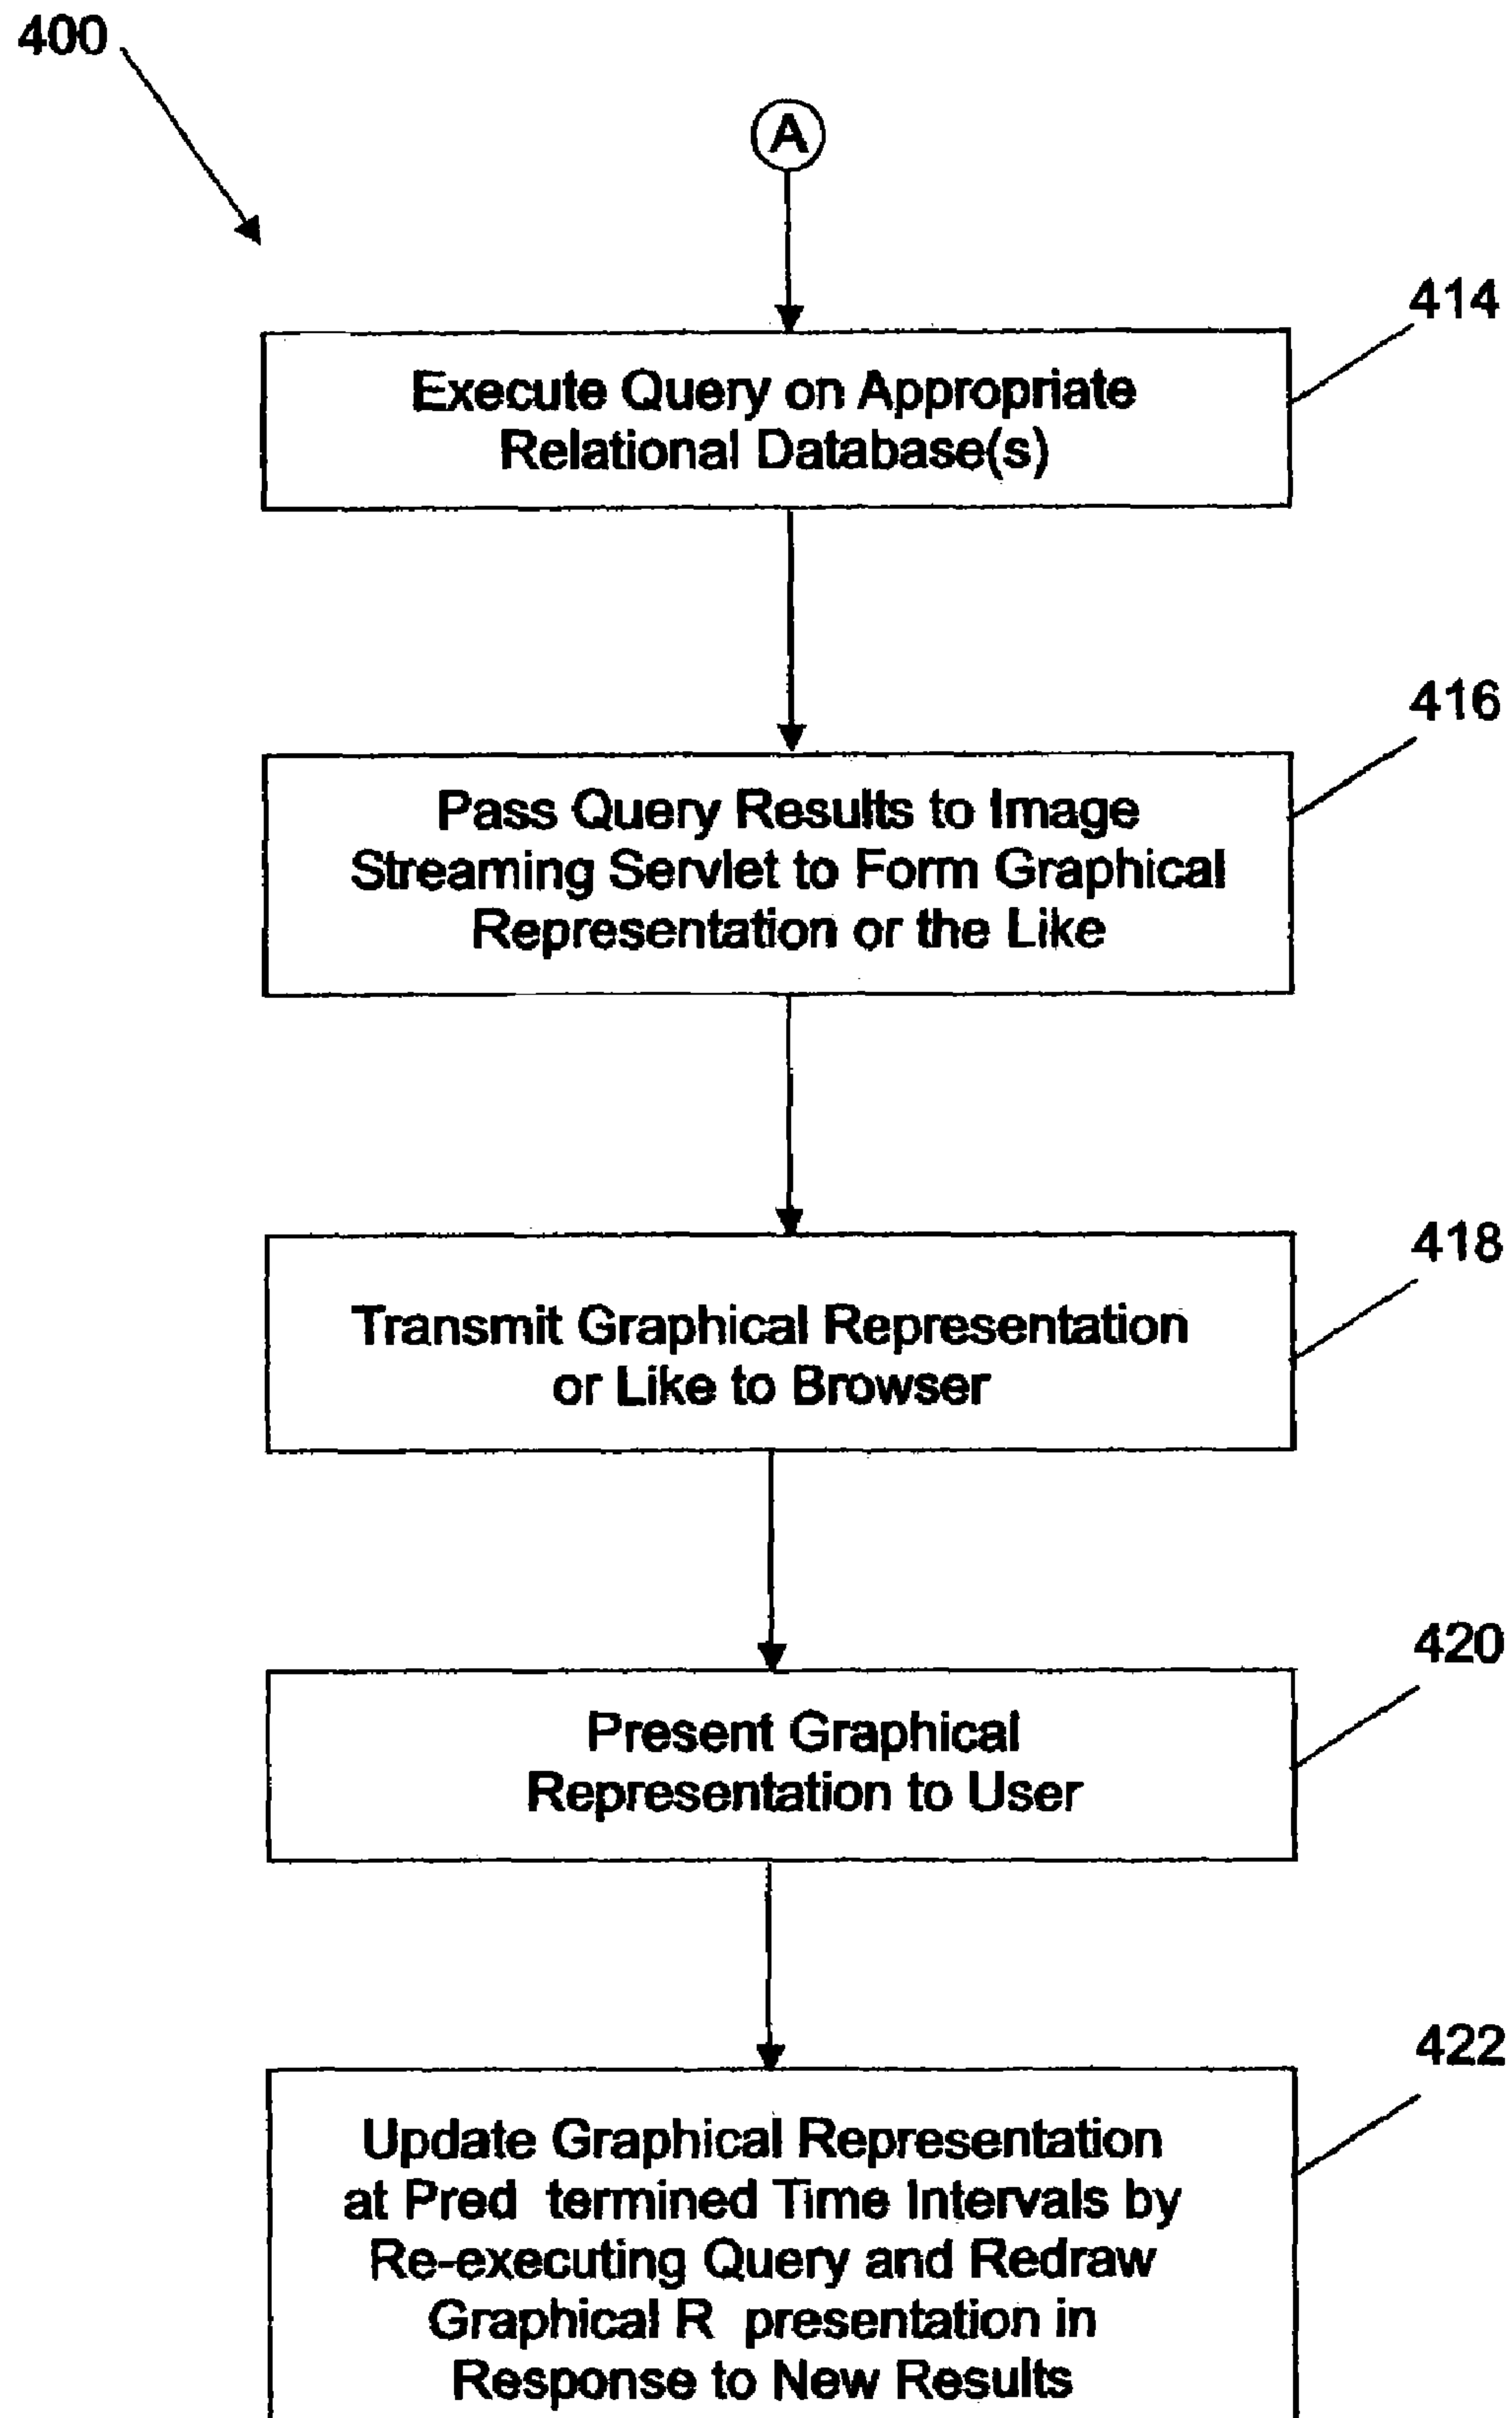 400
A
414
Execute Query on Appropriate
Relational Database(s)
416
Pass Query Results to Image
Streaming Servlet to Form Graphical
Representation or the Like
418
Transmit Graphical Representation
or Like to Browser
420
Present Graphical
Representation to User
422
Update Graphical Representation
at Pred termined Time Intervals by
Re-executing Query and Redraw
Graphical R presentation in
Response to New Results